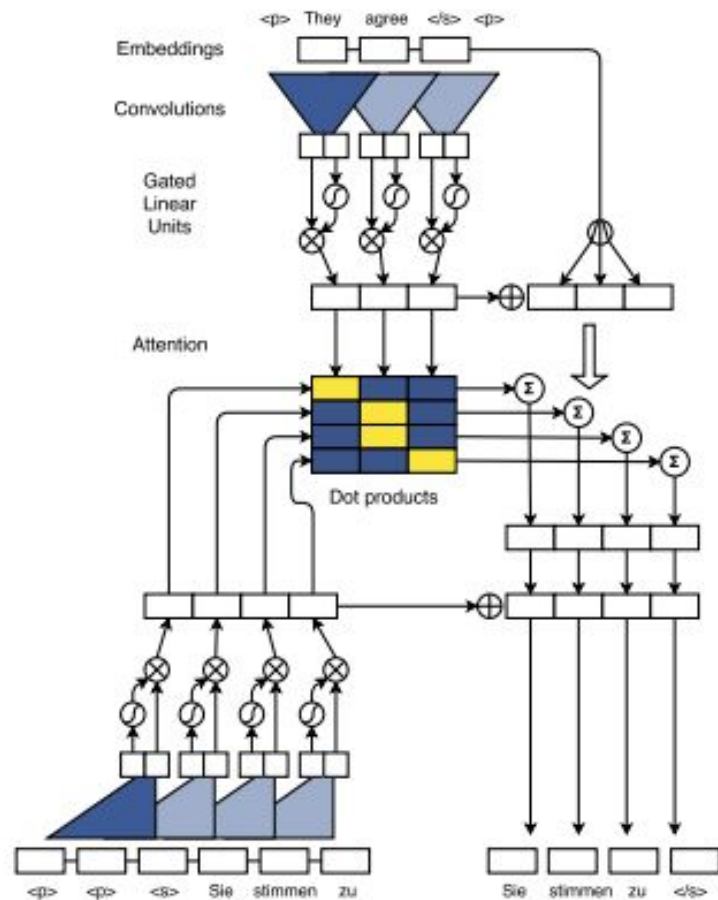 <p> They agree </s> <p>
Embeddings
Convolutions
Gated
Linear
Units
Attention
Σ
Σ
Σ
Σ
Dot products
<p> <p> <s> Sie stimmen zu
Sie stimmen zu </s>